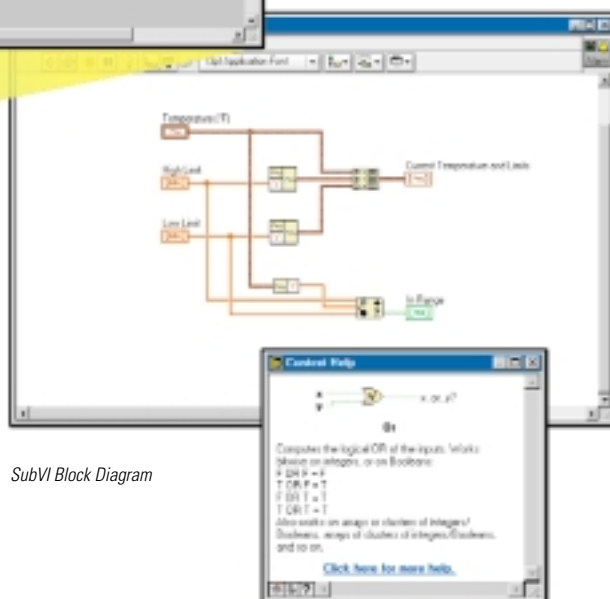 Application Font
Temperature (°F)
High Limit
Current Temperature and Limits
Low Limit
In Range
Context Help
x
y
x .or. y?
Or
Computes the logical OR of the inputs. Works
bitwise on integers, or on Booleans:
F OR F = F
T OR F = T
F OR T = T
T OR T = T
Also works on arrays or clusters of integers/
Booleans, arrays of clusters of integers/Booleans,
and so on.
Click here for more help.
SubVI Block Diagram